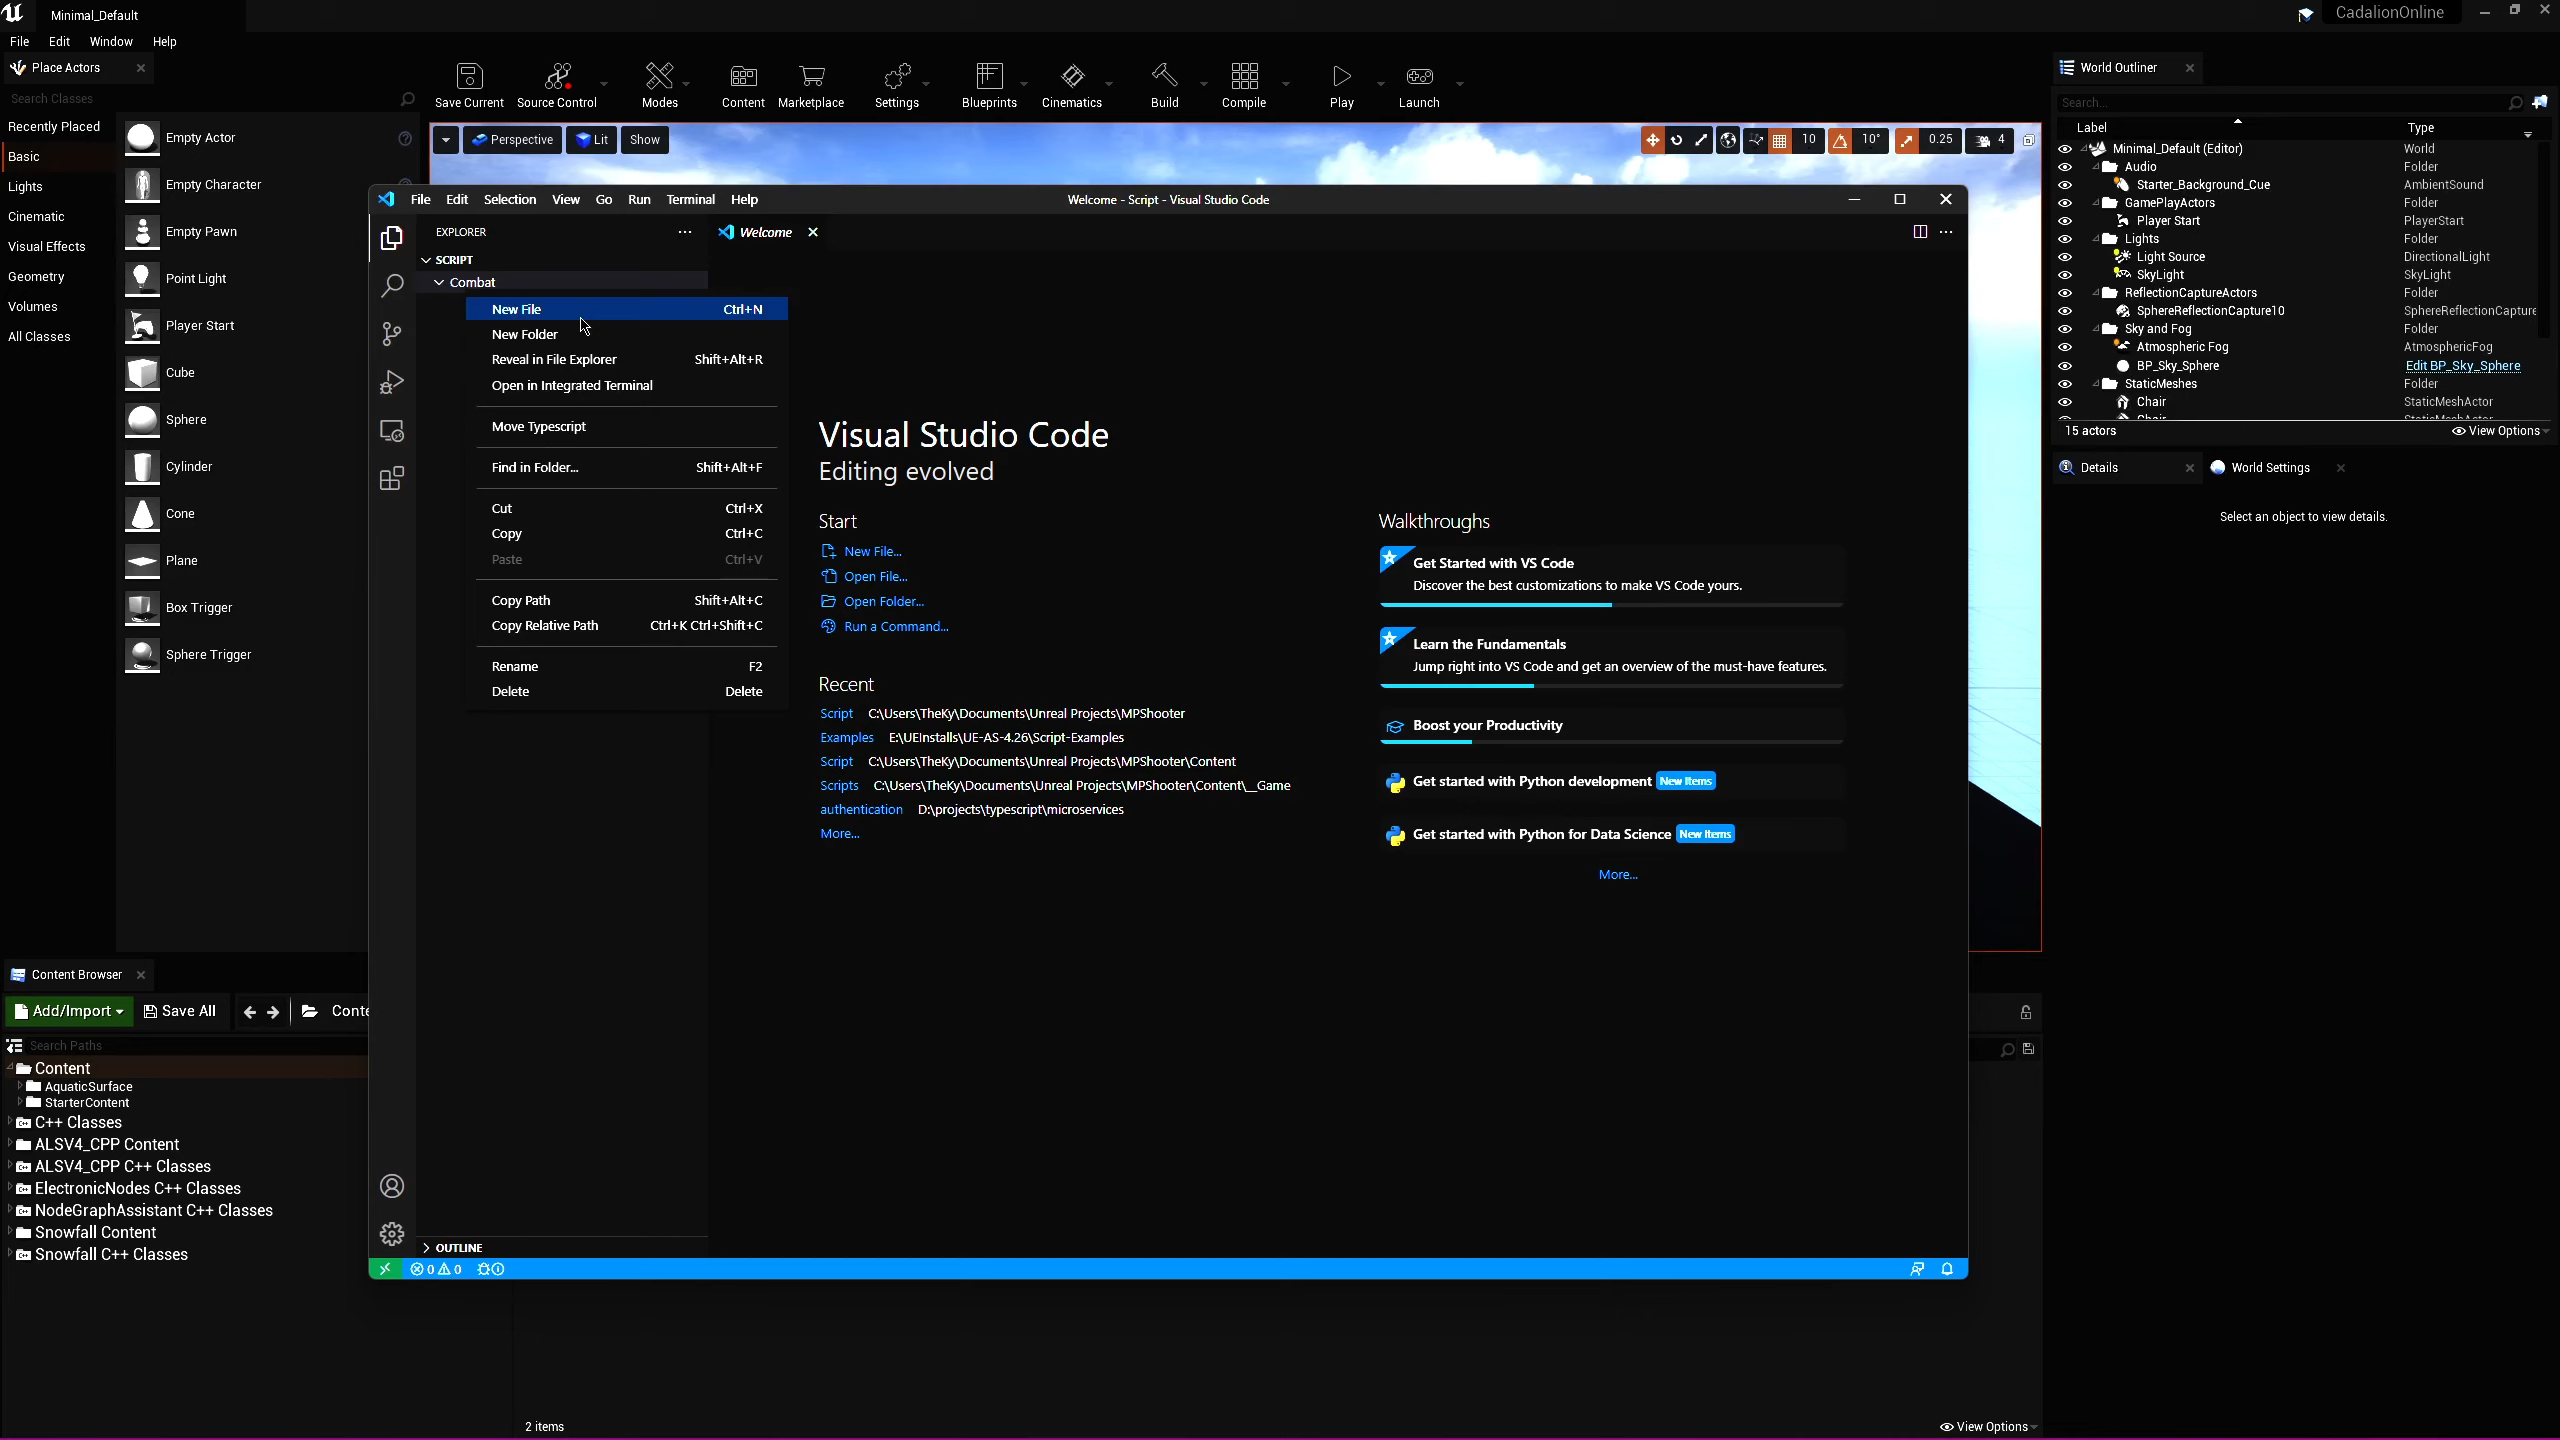 Minimal_Default
CadalionOnline
File Edit Window Help
Place Actors
Search Classes
Recently Placed
Basic
Lights
Cinematic
Visual Effects
Geometry
Volumes
All Classes
Empty Actor
Empty Character
Empty Pawn
Point Light
Player Start
Cube
Sphere
Cylinder
Cone
Plane
Box Trigger
Sphere Trigger
Save Current Source Control Modes Content Marketplace Settings Blueprints Cinematics Build Compile Play Launch
Perspective Lit Show
10 10° 0.25 4
File Edit Selection View Go Run Terminal Help
Welcome - Script - Visual Studio Code
EXPLORER
SCRIPT
Combat
New File Ctrl+N
New Folder
Reveal in File Explorer Shift+Alt+R
Open in Integrated Terminal
Move Typescript
Find in Folder... Shift+Alt+F
Cut Ctrl+X
Copy Ctrl+C
Paste Ctrl+V
Copy Path Shift+Alt+C
Copy Relative Path Ctrl+K Ctrl+Shift+C
Rename F2
Delete Delete
OUTLINE
0 0
Welcome
Visual Studio Code
Editing evolved
Start
New File...
Open File...
Open Folder...
Run a Command...
Recent
Script C:\Users\TheKy\Documents\Unreal Projects\MPShooter
Examples E:\UEInstalls\UE-AS-4.26\Script-Examples
Script C:\Users\TheKy\Documents\Unreal Projects\MPShooter\Content
Scripts C:\Users\TheKy\Documents\Unreal Projects\MPShooter\Content\__Game
authentication D:\projects\typescript\microservices
More...
Walkthroughs
Get Started with VS Code
Discover the best customizations to make VS Code yours.
Learn the Fundamentals
Jump right into VS Code and get an overview of the must-have features.
Boost your Productivity
Get started with Python development New Items
Get started with Python for Data Science New Items
More...
World Outliner
Search...
Label Type
Minimal_Default (Editor) World
Audio Folder
Starter_Background_Cue AmbientSound
GamePlayActors Folder
Player Start PlayerStart
Lights Folder
Light Source DirectionalLight
SkyLight SkyLight
ReflectionCaptureActors Folder
SphereReflectionCapture10 SphereReflectionCapture
Sky and Fog Folder
Atmospheric Fog AtmosphericFog
BP_Sky_Sphere Edit BP_Sky_Sphere
StaticMeshes Folder
Chair StaticMeshActor
Chair StaticMeshActor
15 actors View Options
Details World Settings
Select an object to view details.
Content Browser
Add/Import Save All Conte
Search Paths
Content
AquaticSurface
StarterContent
C++ Classes
ALSV4_CPP Content
ALSV4_CPP C++ Classes
ElectronicNodes C++ Classes
NodeGraphAssistant C++ Classes
Snowfall Content
Snowfall C++ Classes
2 items View Options